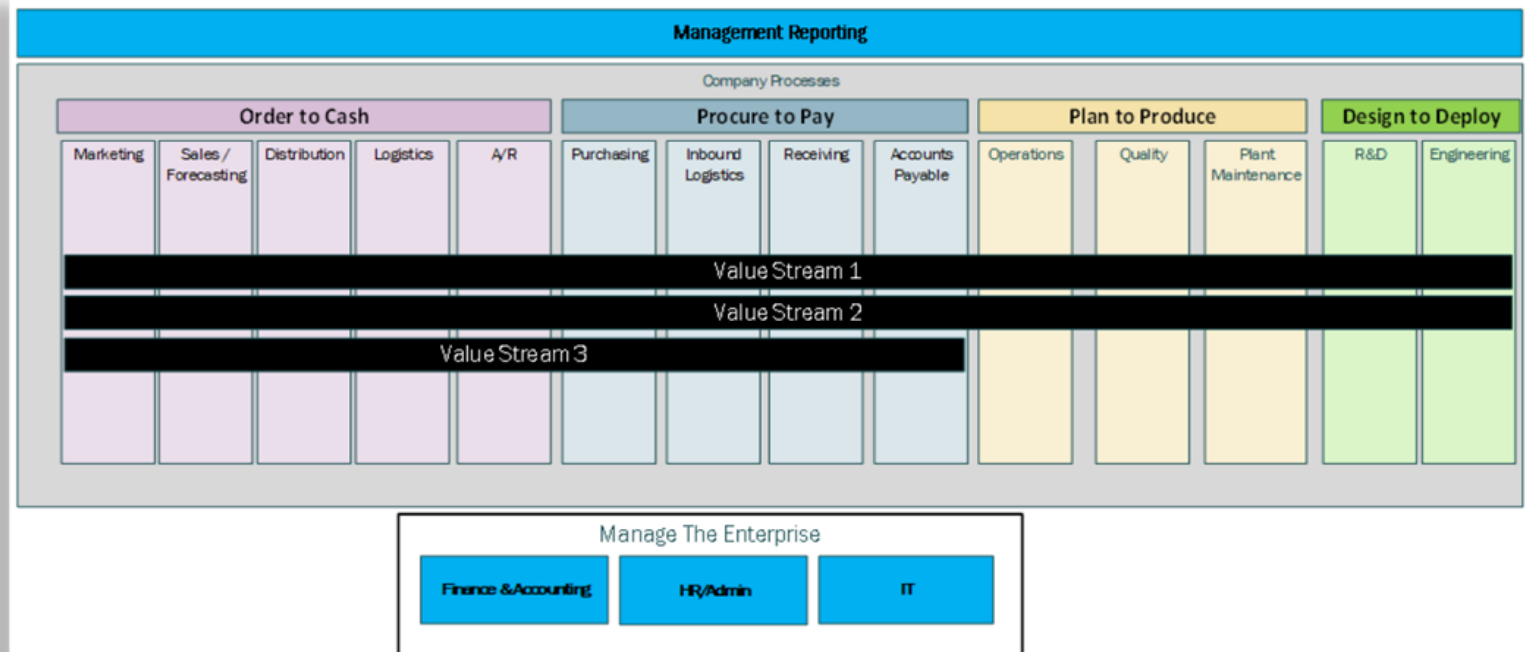 Management Reporting
Company Processes
Order to Cash
Procure to Pay
Plan to Produce
Design to Deploy
Marketing
Sales /
Forecasting
Distribution
Logistics
A/R
Purchasing
Inbound
Logistics
Receiving
Accounts
Payable
Operations
Quality
Plant
Maintenance
R&D
Engineering
Value Stream 1
Value Stream 2
Value Stream 3
Manage The Enterprise
Finance & Accounting
HR/Admin
IT